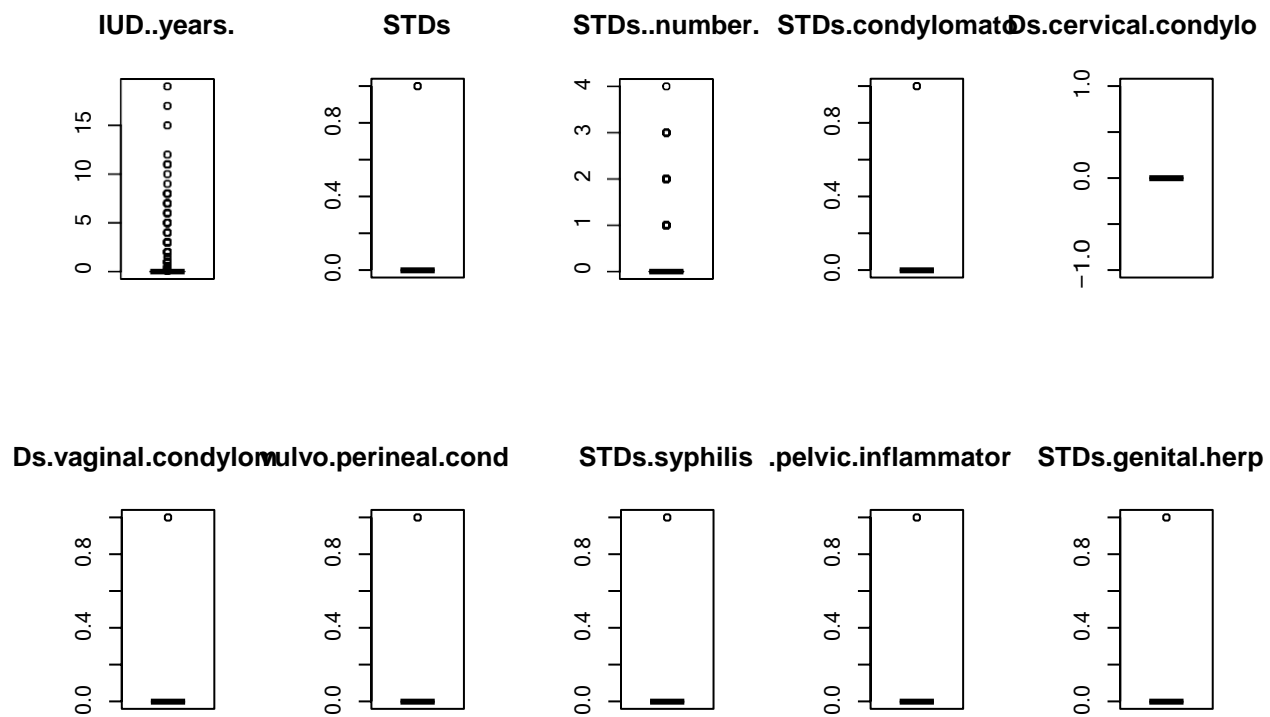 IUD..years.
STDs
STDs..number.
STDs.condylomato
Ds.cervical.condylo
0 5 10 15
0.0 0.4 0.8
0 1 2 3 4
0.0 0.4 0.8
−1.0 0.0 1.0
Ds.vaginal.condylom
vulvo.perineal.cond
STDs.syphilis
.pelvic.inflammator
STDs.genital.herp
0.0 0.4 0.8
0.0 0.4 0.8
0.0 0.4 0.8
0.0 0.4 0.8
0.0 0.4 0.8